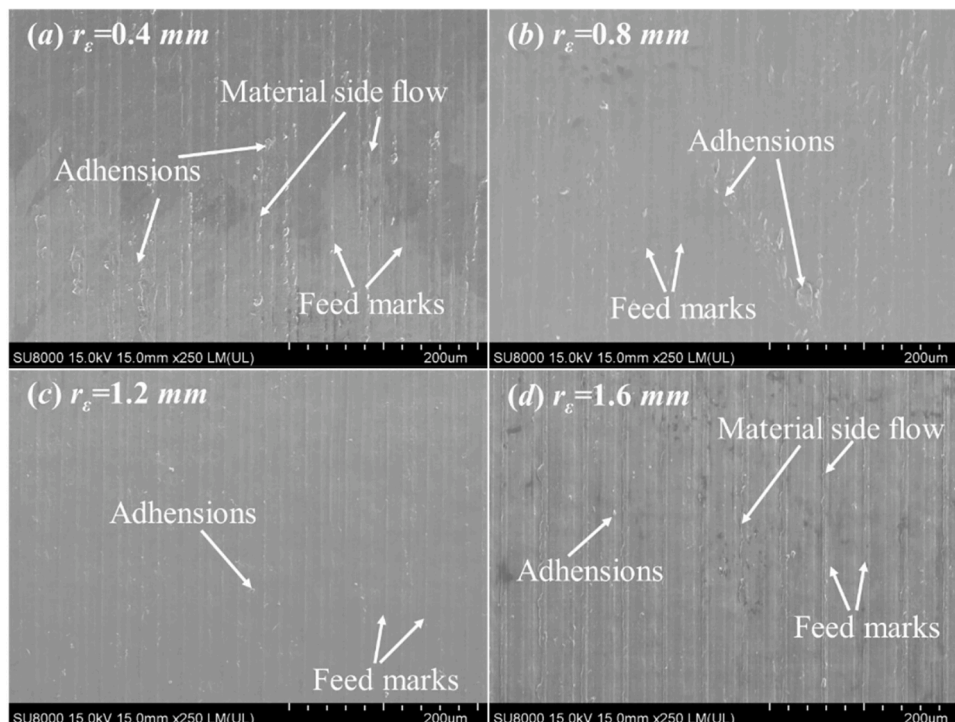 (a) rε=0.4 mm
Material side flow
Adhensions
Feed marks
SU8000 15.0kV 15.0mm x250 LM(UL)
200um
(b) rε=0.8 mm
Adhensions
Feed marks
SU8000 15.0kV 15.0mm x250 LM(UL)
200um
(c) rε=1.2 mm
Adhensions
Feed marks
SU8000 15.0kV 15.0mm x250 LM(UL)
200um
(d) rε=1.6 mm
Material side flow
Adhensions
Feed marks
SU8000 15.0kV 15.0mm x250 LM(UL)
200um